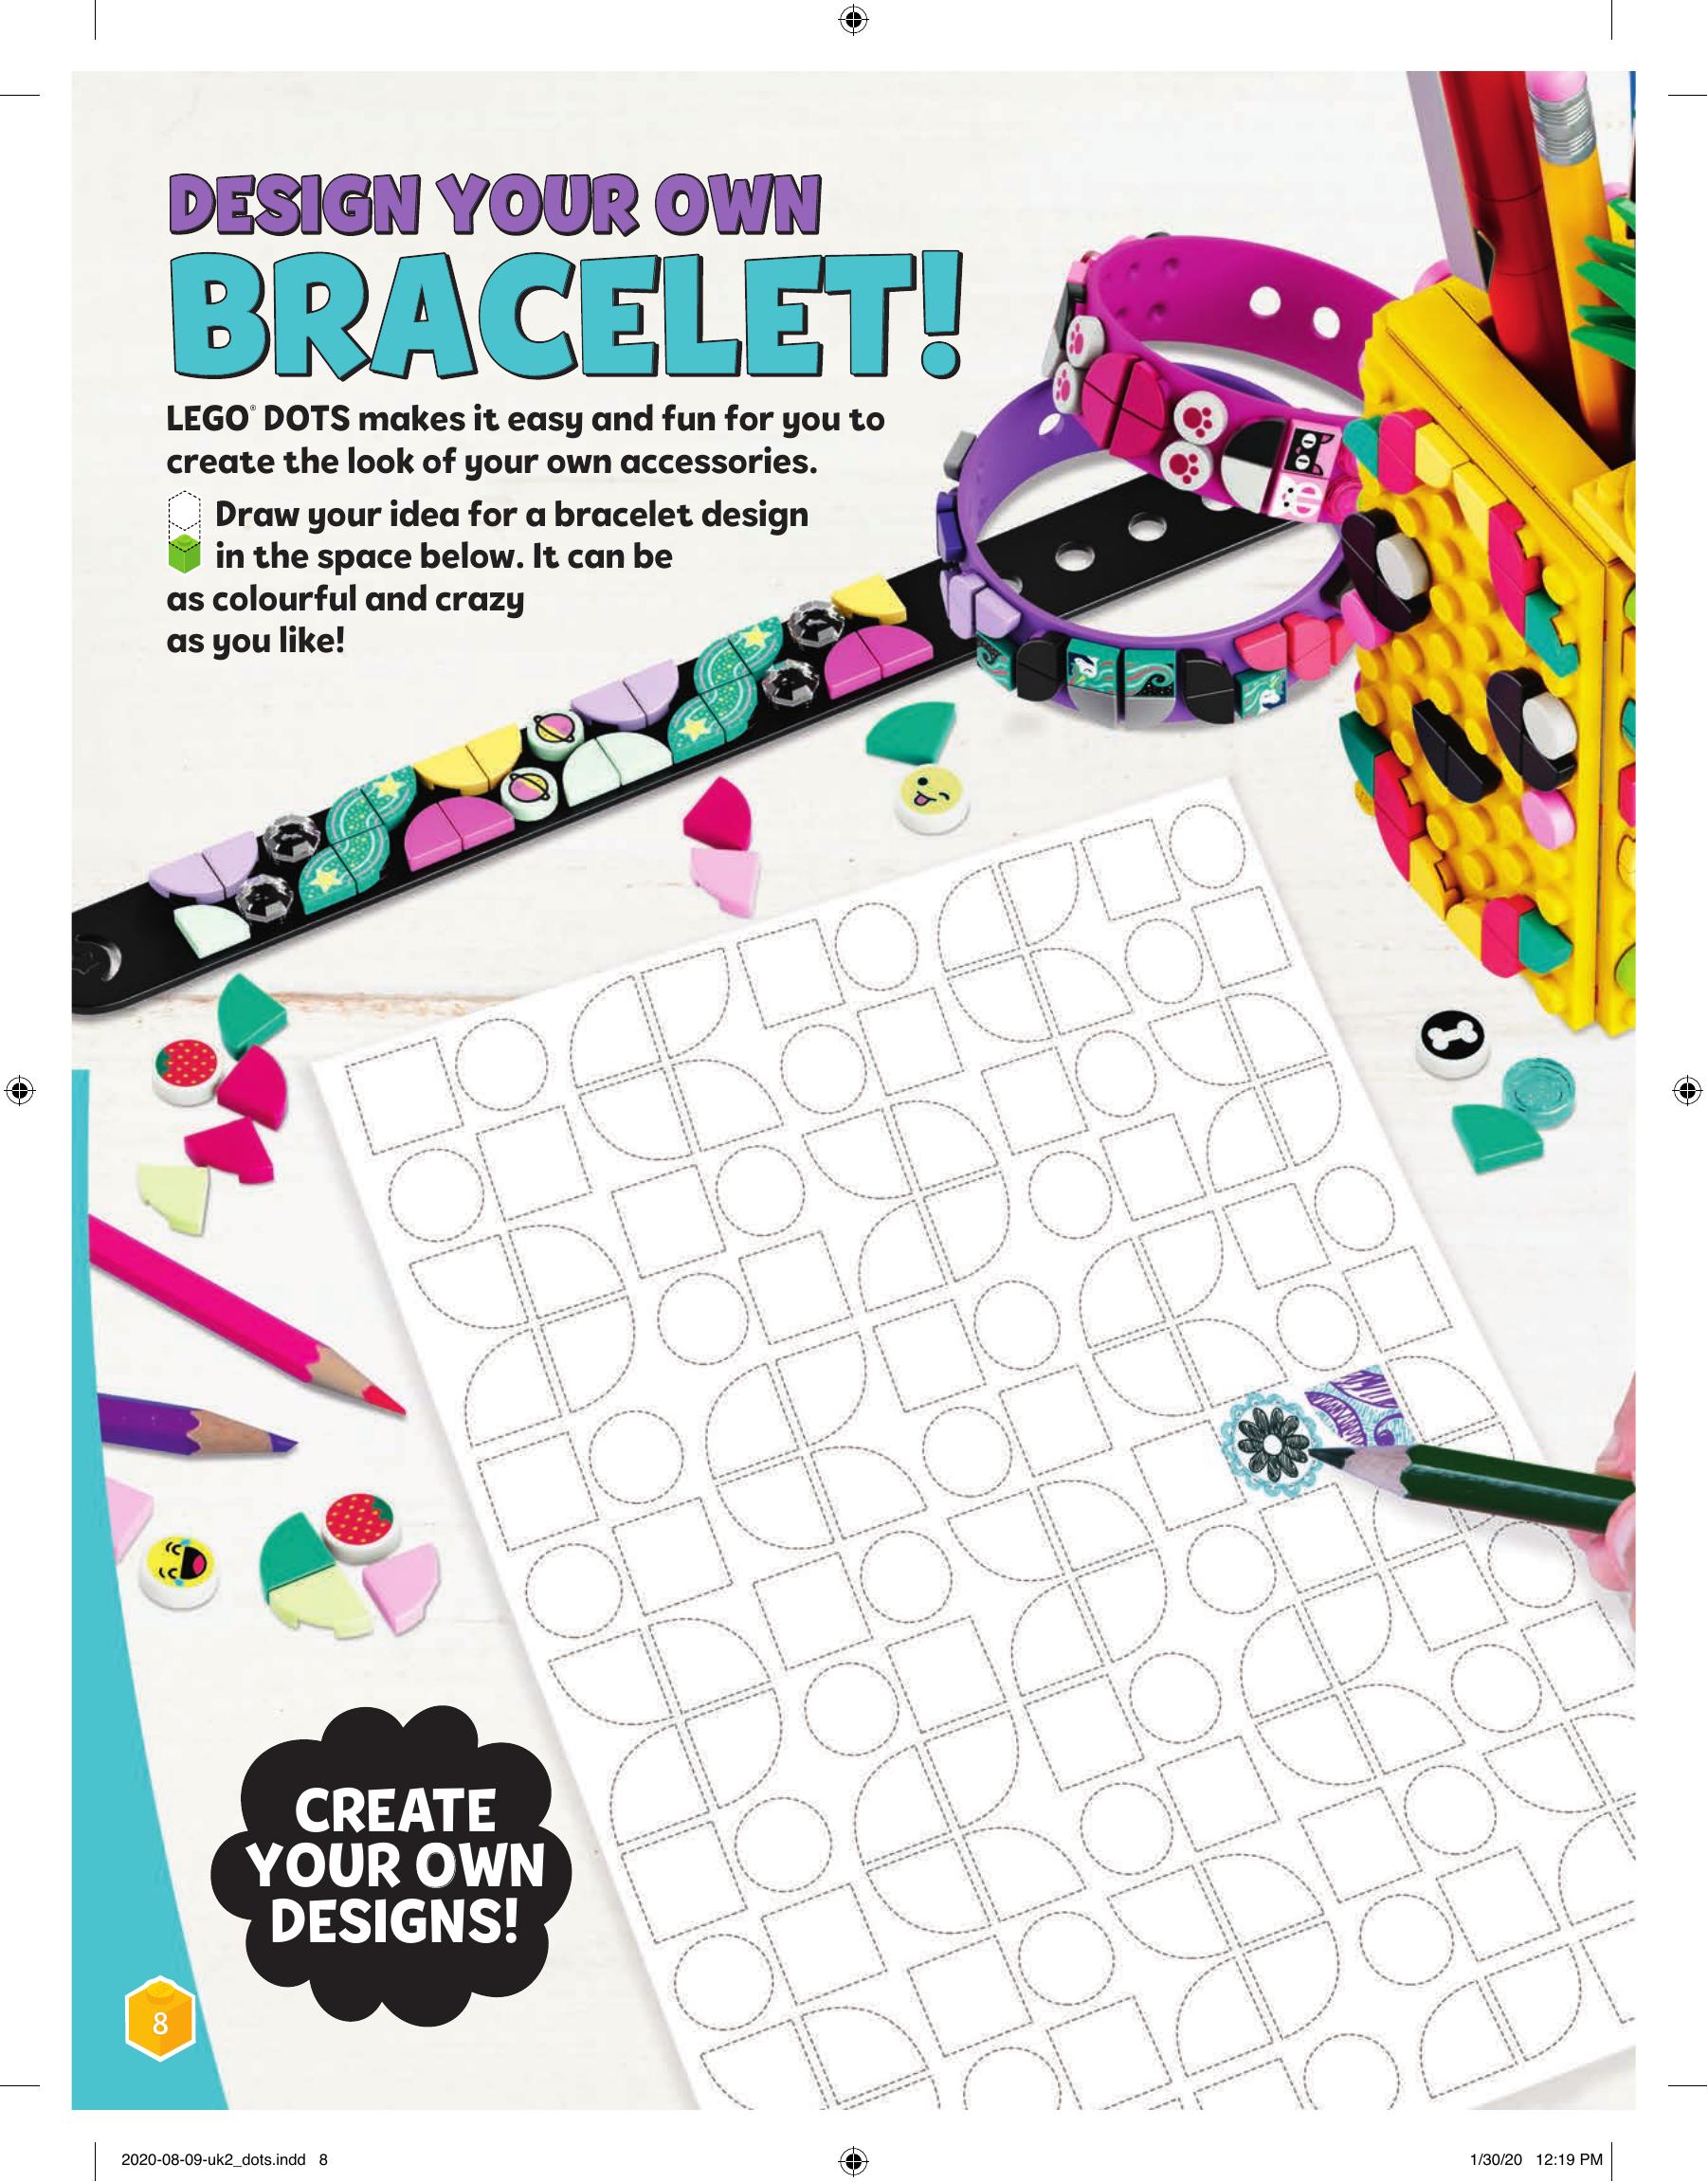 DESIGN YOUR OWN
BRACELET!
LEGO® DOTS makes it easy and fun for you to
create the look of your own accessories.
Draw your idea for a bracelet design
in the space below. It can be
as colourful and crazy
as you like!
CREATE
YOUR OWN
DESIGNS!
8
2020-08-09-uk2_dots.indd 8
1/30/20 12:19 PM